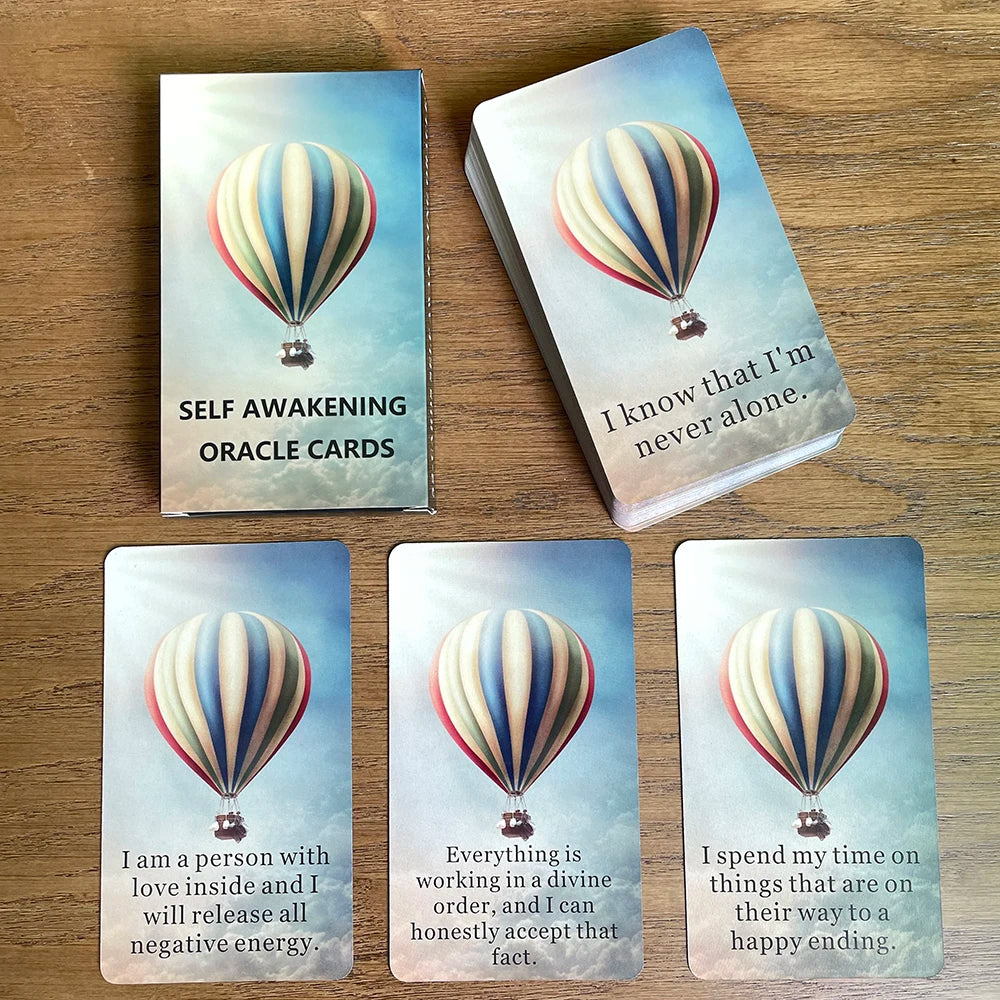 SELF AWAKENING
ORACLE CARDS
I know that I'm
never alone.
I am a person with
love inside and I
will release all
negative energy.
Everything is
working in a divine
order, and I can
honestly accept that
fact.
I spend my time on
things that are on
their way to a
happy ending.